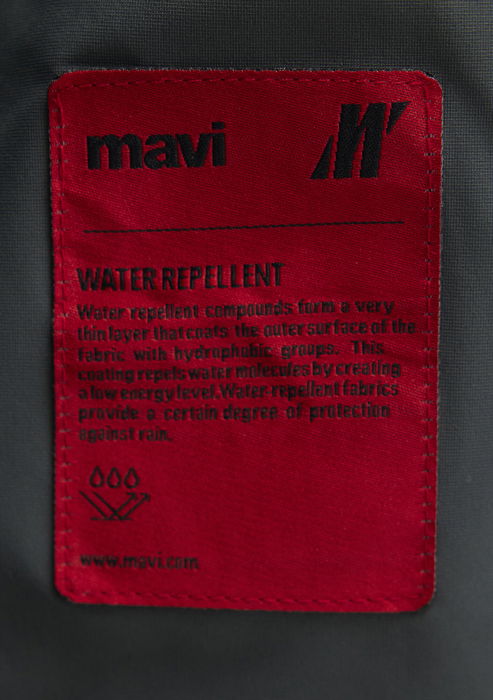 mavi M
WATER REPELLENT
Water repellent compounds form a very
thin layer that coats the outer surface of the
fabric with hydrophobic groups. This
coating repels water molecules by creating
a low energy level. Water-repellent fabrics
provide a certain degree of protection
against rain.
www.mavi.com